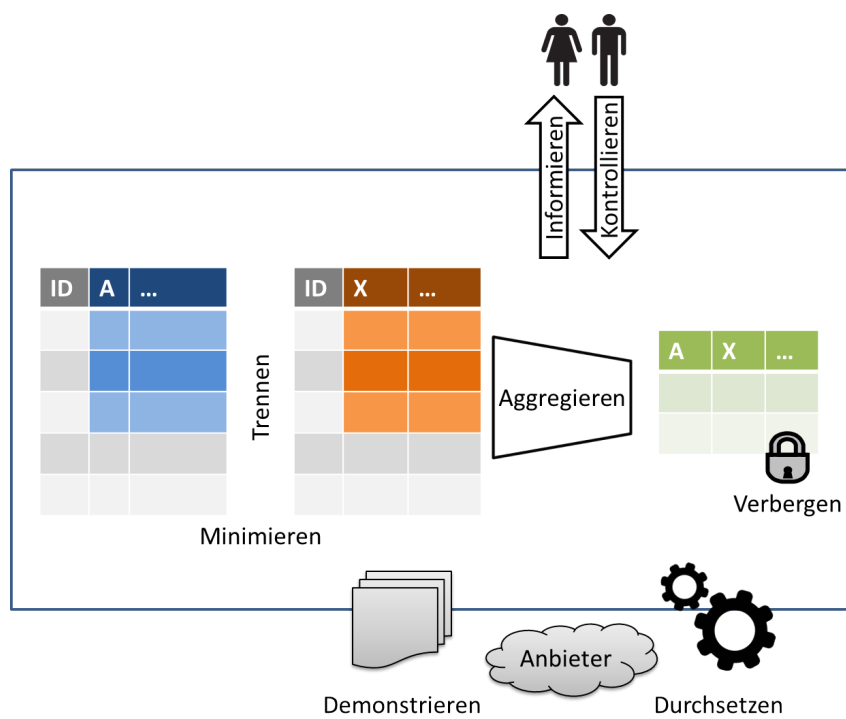 Informieren
Kontrollieren
ID A ...
ID X ...
Trennen
Aggregieren
A X ...
Verbergen
Minimieren
Anbieter
Demonstrieren
Durchsetzen